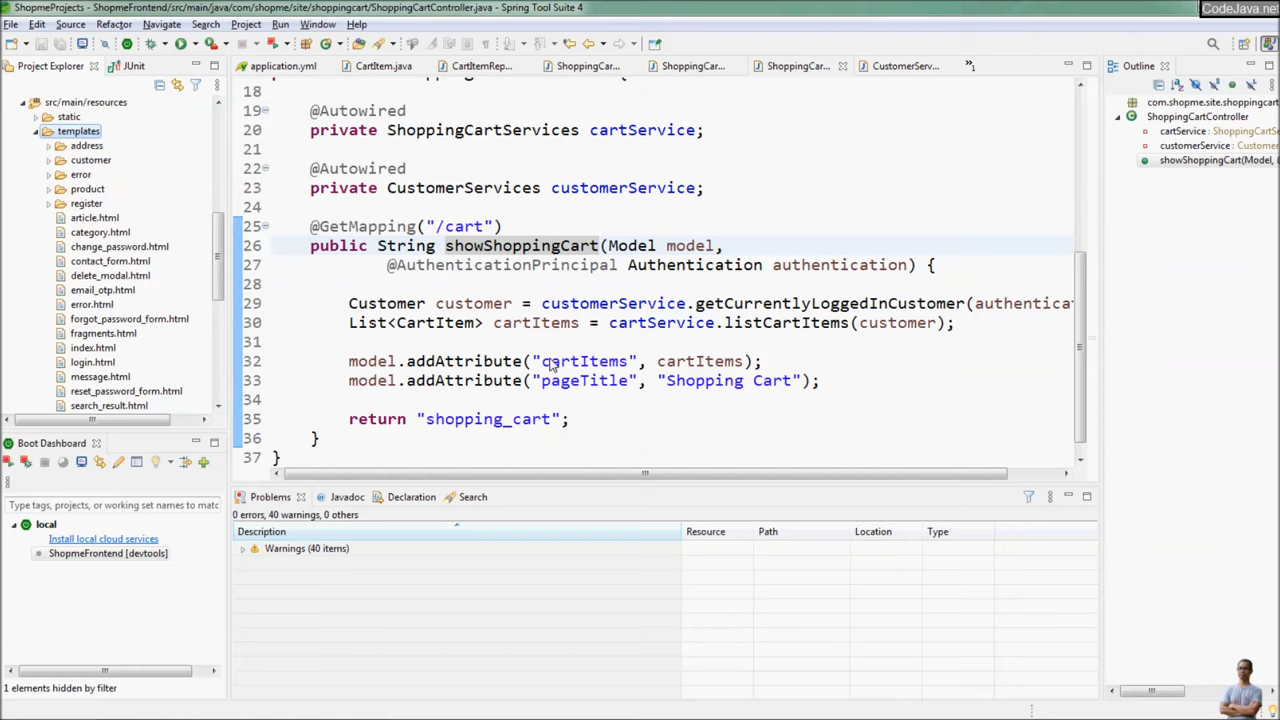 ShopmeProjects - ShopmeFrontend/src/main/java/com/shopme/site/shoppingcart/ShoppingCartController.java - Spring Tool Suite 4
CodeJava.net
File Edit Source Refactor Navigate Search Project Run Window Help
Project Explorer JUnit
application.yml CartItem.java CartItemRep... ShoppingCar... ShoppingCar... ShoppingCar... CustomerServ... »1
Outline
src/main/resources
static
templates
address
customer
error
product
register
article.html
category.html
change_password.html
contact_form.html
delete_modal.html
email_otp.html
error.html
forgot_password_form.html
fragments.html
index.html
login.html
message.html
reset_password_form.html
search_result.html
18
19 @Autowired
20 private ShoppingCartServices cartService;
21
22 @Autowired
23 private CustomerServices customerService;
24
25 @GetMapping("/cart")
26 public String showShoppingCart(Model model,
27 @AuthenticationPrincipal Authentication authentication) {
28
29 Customer customer = customerService.getCurrentlyLoggedInCustomer(authenticat
30 List<CartItem> cartItems = cartService.listCartItems(customer);
31
32 model.addAttribute("cartItems", cartItems);
33 model.addAttribute("pageTitle", "Shopping Cart");
34
35 return "shopping_cart";
36 }
37 }
com.shopme.site.shoppingcart
ShoppingCartController
cartService : ShoppingCartSe
customerService : Custome
showShoppingCart(Model,
Boot Dashboard
Type tags, projects, or working set names to matc
local
Install local cloud services
ShopmeFrontend [devtools]
1 elements hidden by filter
Problems Javadoc Declaration Search
0 errors, 40 warnings, 0 others
Description Resource Path Location Type
Warnings (40 items)